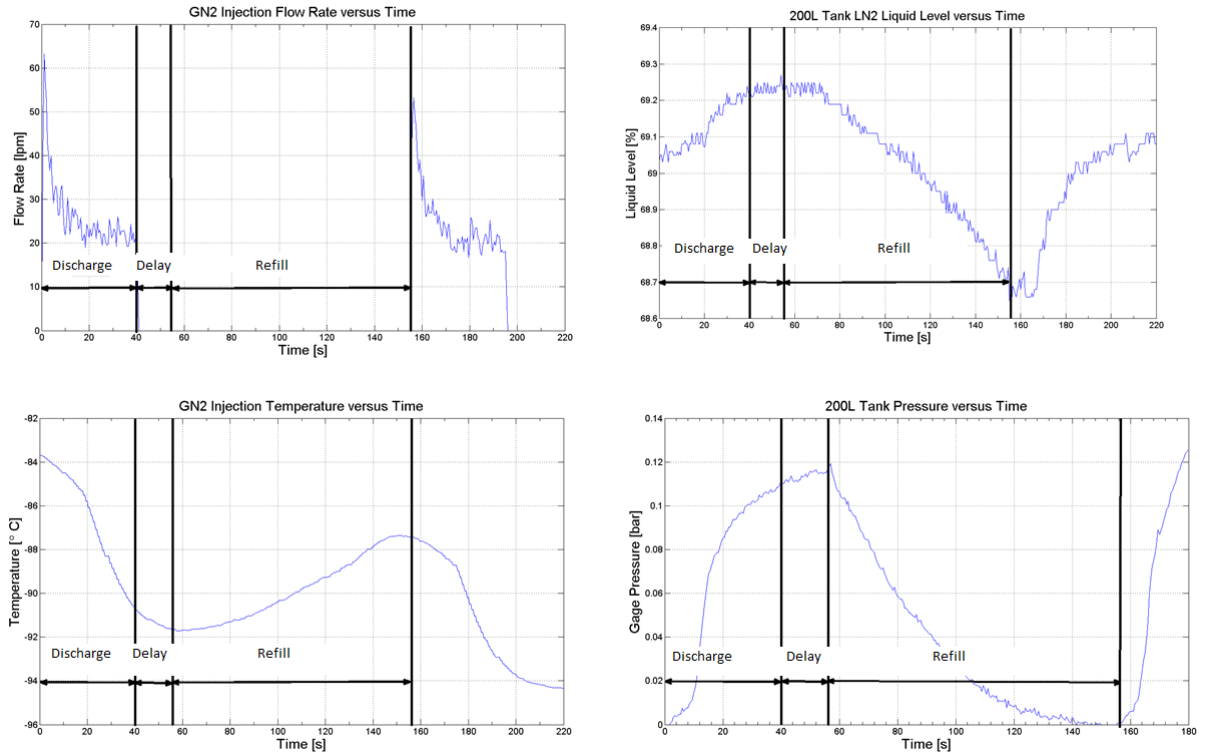 GN2 Injection Flow Rate versus Time
70
60
50
40
30
20
10
0
Flow Rate [lpm]
Discharge Delay Refill
0 20 40 60 80 100 120 140 160 180 200 220
Time [s]
200L Tank LN2 Liquid Level versus Time
69.4
69.3
69.2
69.1
69
68.9
68.8
68.7
68.6
Liquid Level [%]
Discharge Delay Refill
0 20 40 60 80 100 120 140 160 180 200 220
Time [s]
GN2 Injection Temperature versus Time
-82
-84
-86
-88
-90
-92
-94
-96
Temperature [° C]
Discharge Delay Refill
0 20 40 60 80 100 120 140 160 180 200 220
Time [s]
200L Tank Pressure versus Time
0.14
0.12
0.1
0.08
0.06
0.04
0.02
0
Gage Pressure [bar]
Discharge Delay Refill
0 20 40 60 80 100 120 140 160 180
Time [s]